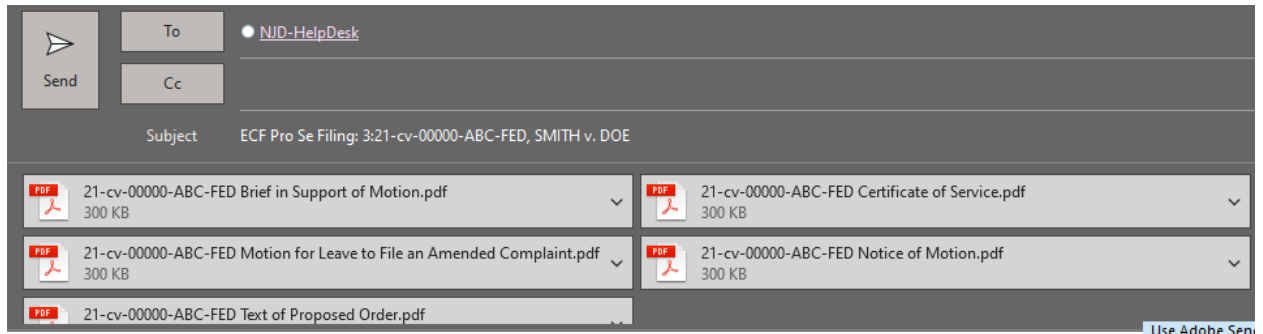 To
NJD-HelpDesk
Send
Cc
Subject ECF Pro Se Filing: 3:21-cv-00000-ABC-FED, SMITH v. DOE
PDF 21-cv-00000-ABC-FED Brief in Support of Motion.pdf
300 KB
PDF 21-cv-00000-ABC-FED Certificate of Service.pdf
300 KB
PDF 21-cv-00000-ABC-FED Motion for Leave to File an Amended Complaint.pdf
300 KB
PDF 21-cv-00000-ABC-FED Notice of Motion.pdf
300 KB
PDF 21-cv-00000-ABC-FED Text of Proposed Order.pdf
Use Adobe Sen